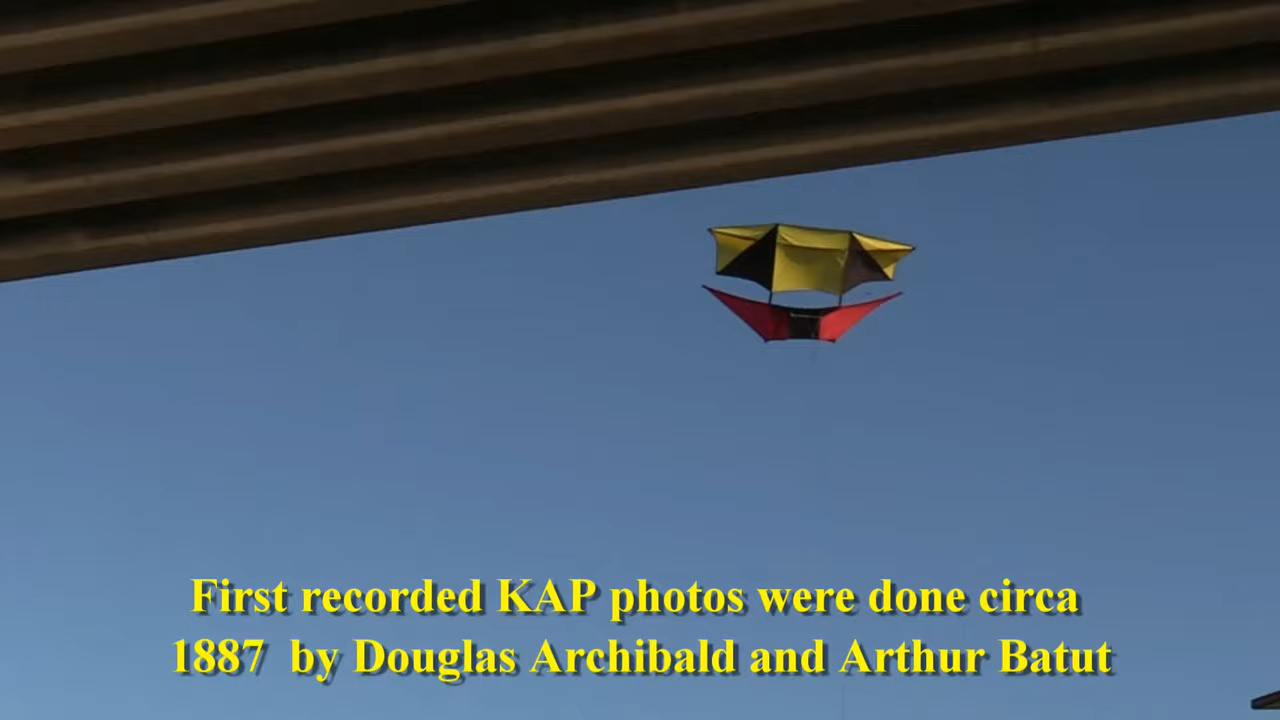 First recorded KAP photos were done circa
1887  by Douglas Archibald and Arthur Batut